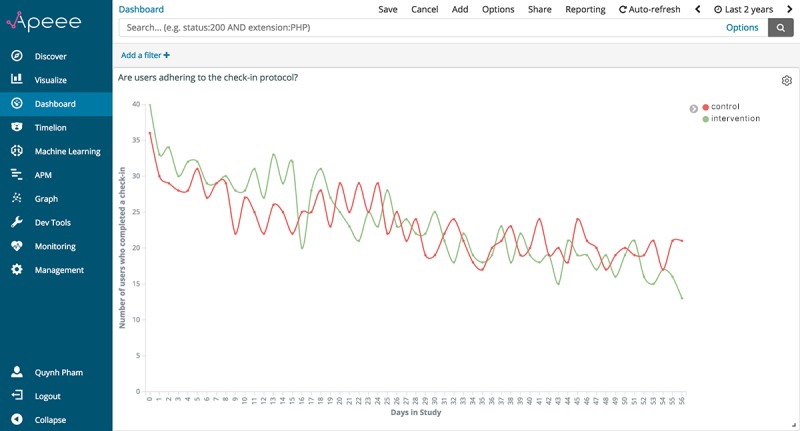 Apeee
Discover
Visualize
Dashboard
Timelion
Machine Learning
APM
Graph
Dev Tools
Monitoring
Management
Quynh Pham
Logout
Collapse
Dashboard Save Cancel Add Options Share Reporting Auto-refresh Last 2 years
Search... (e.g. status:200 AND extension:PHP) Options
Add a filter +
Are users adhering to the check-in protocol?
control
intervention
Number of users who completed a check-in
40
35
30
25
20
15
10
5
0
0 1 2 3 4 5 6 7 8 9 10 11 12 13 14 15 16 17 18 19 20 21 22 23 24 25 26 27 28 29 30 31 32 33 34 35 36 37 38 39 40 41 42 43 44 45 46 47 48 49 50 51 52 53 54 55 56
Days in Study